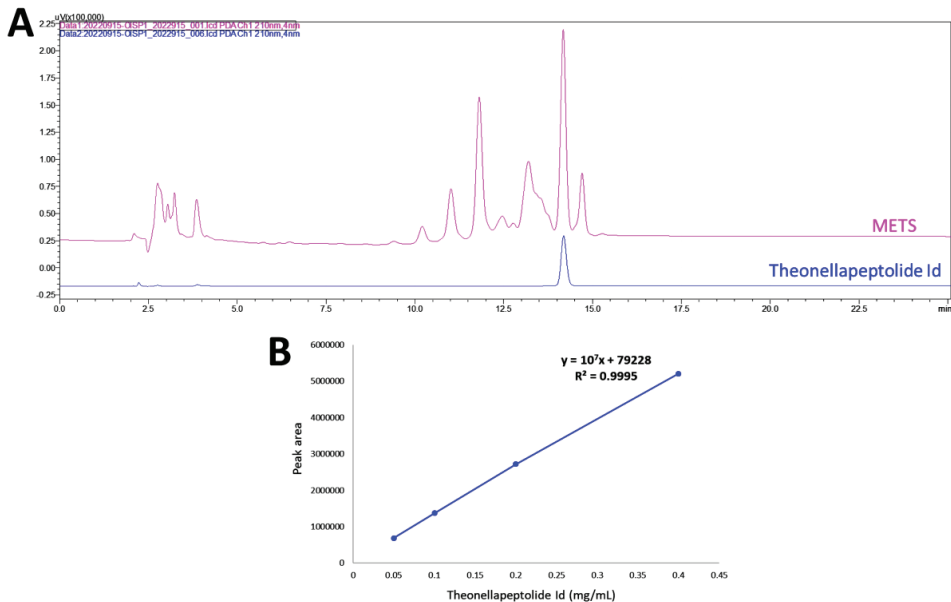 A
uV(x100,000)
Data1:20220915-OISP1_2022915_001.lcd PDA Ch1 210nm,4nm
Data2:20220915-OISP1_2022915_006.lcd PDA Ch1 210nm,4nm
2.25
2.00
1.75
1.50
1.25
1.00
0.75
0.50
0.25
0.00
-0.25
METS
Theonellapeptolide Id
0.0 2.5 5.0 7.5 10.0 12.5 15.0 17.5 20.0 22.5 min
B
y = 10⁷x + 79228
R² = 0.9995
Peak area
6000000
5000000
4000000
3000000
2000000
1000000
0
0 0.05 0.1 0.15 0.2 0.25 0.3 0.35 0.4 0.45
Theonellapeptolide Id (mg/mL)